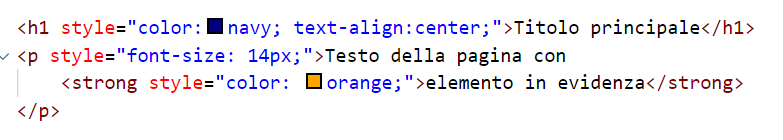 <h1 style="color: navy; text-align:center;">Titolo principale</h1>
<p style="font-size: 14px;">Testo della pagina con
<strong style="color: orange;">elemento in evidenza</strong>
</p>